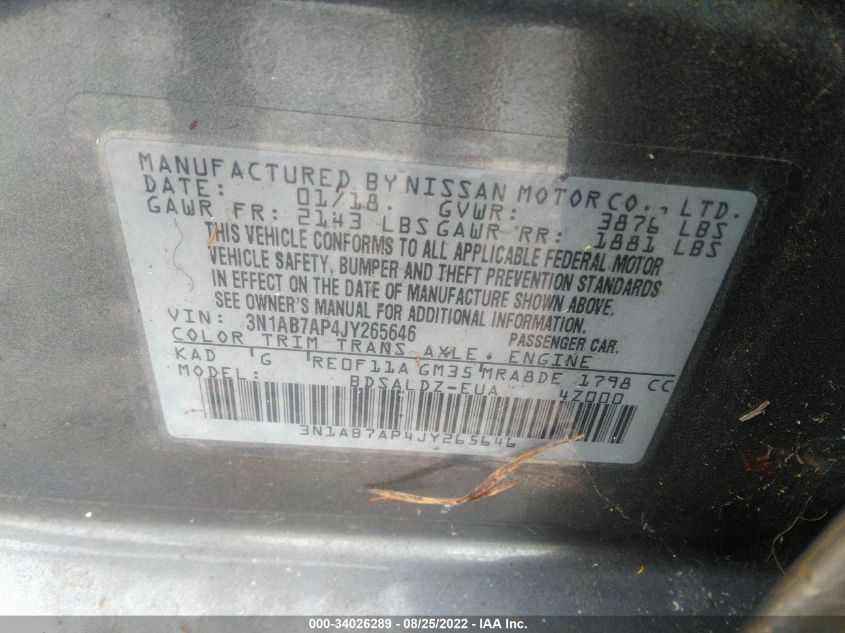 MANUFACTURED BY NISSAN MOTOR CO., LTD.
DATE: 01/18. GVWR: 3876 LBS
GAWR FR: 2143 LBS GAWR RR: 1881 LBS
THIS VEHICLE CONFORMS TO ALL APPLICABLE FEDERAL MOTOR
VEHICLE SAFETY, BUMPER AND THEFT PREVENTION STANDARDS
IN EFFECT ON THE DATE OF MANUFACTURE SHOWN ABOVE.
SEE OWNER'S MANUAL FOR ADDITIONAL INFORMATION.
VIN: 3N1AB7AP4JY265646 PASSENGER CAR.
COLOR TRIM TRANS AXLE ENGINE
KAD G RE0F11A GM35 MRA8DE 1798 CC
MODEL: BDSALDZ-EUA 4Z000
3N1AB7AP4JY265646
000-34026289 - 08/25/2022 - IAA Inc.